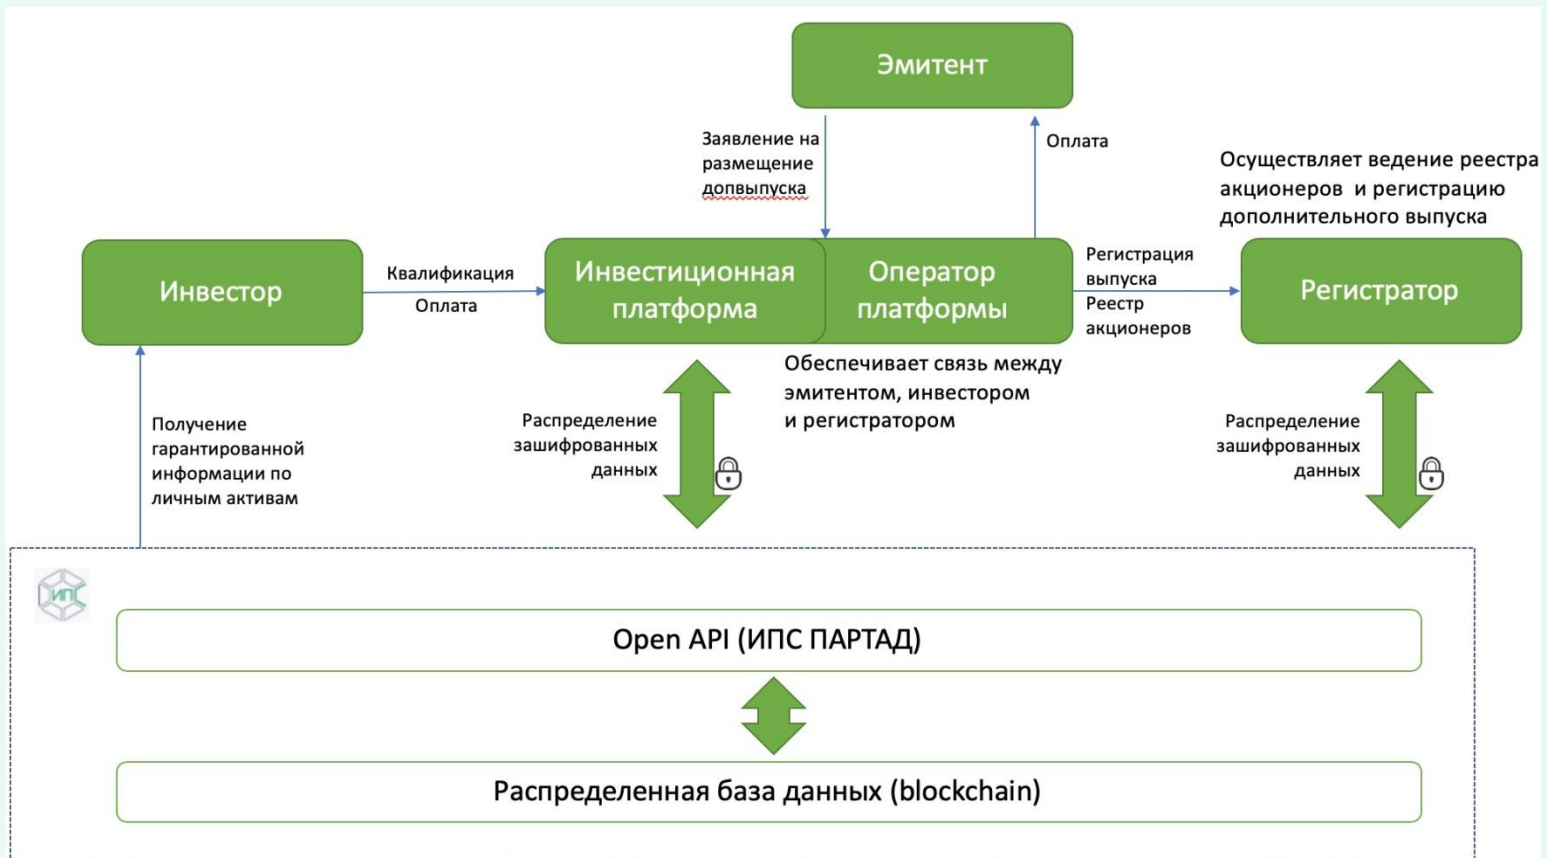 Эмитент
Заявление на
размещение
допвыпуска
Оплата
Осуществляет ведение реестра
акционеров и регистрацию
дополнительного выпуска
Инвестор
Квалификация
Оплата
Инвестиционная
платформа
Оператор
платформы
Регистрация
выпуска
Реестр
акционеров
Регистратор
Обеспечивает связь между
эмитентом, инвестором
и регистратором
Получение
гарантированной
информации по
личным активам
Распределение
зашифрованных
данных
Распределение
зашифрованных
данных
ИПС
Open API (ИПС ПАРТАД)
Распределенная база данных (blockchain)